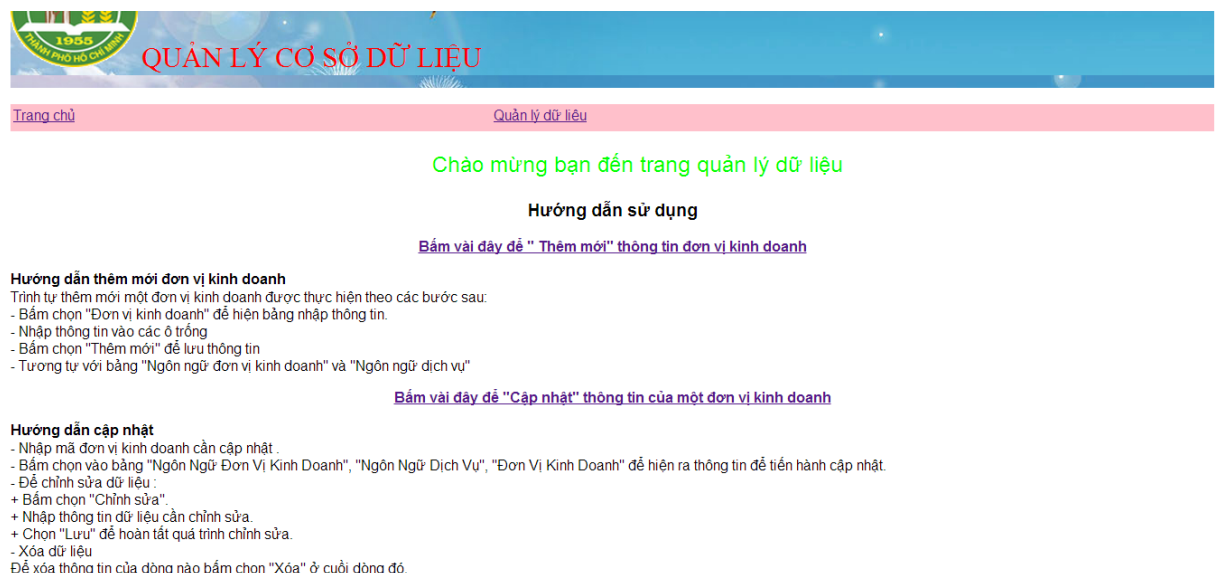 1955
THÀNH PHỐ HỒ CHÍ MINH
QUẢN LÝ CƠ SỞ DỮ LIỆU
Trang chủ Quản lý dữ liêu
Chào mừng bạn đến trang quản lý dữ liệu
Hướng dẫn sử dụng
Bấm vài đây để " Thêm mới" thông tin đơn vị kinh doanh
Hướng dẫn thêm mới đơn vị kinh doanh
Trình tự thêm mới một đơn vị kinh doanh được thực hiện theo các bước sau:
- Bấm chọn "Đơn vị kinh doanh" để hiện bảng nhập thông tin.
- Nhập thông tin vào các ô trống
- Bấm chọn "Thêm mới" để lưu thông tin
- Tương tự với bảng "Ngôn ngữ đơn vị kinh doanh" và "Ngôn ngữ dịch vụ"
Bấm vài đây để "Cập nhật" thông tin của một đơn vị kinh doanh
Hướng dẫn cập nhật
- Nhập mã đơn vị kinh doanh cần cập nhật .
- Bấm chọn vào bảng "Ngôn Ngữ Đơn Vị Kinh Doanh", "Ngôn Ngữ Dịch Vụ", "Đơn Vị Kinh Doanh" để hiện ra thông tin để tiến hành cập nhật.
- Để chỉnh sửa dữ liệu :
+ Bấm chọn "Chỉnh sửa".
+ Nhập thông tin dữ liệu cần chỉnh sửa.
+ Chọn "Lưu" để hoàn tất quá trình chỉnh sửa.
- Xóa dữ liệu
Để xóa thông tin của dòng nào bấm chọn "Xóa" ở cuối dòng đó.